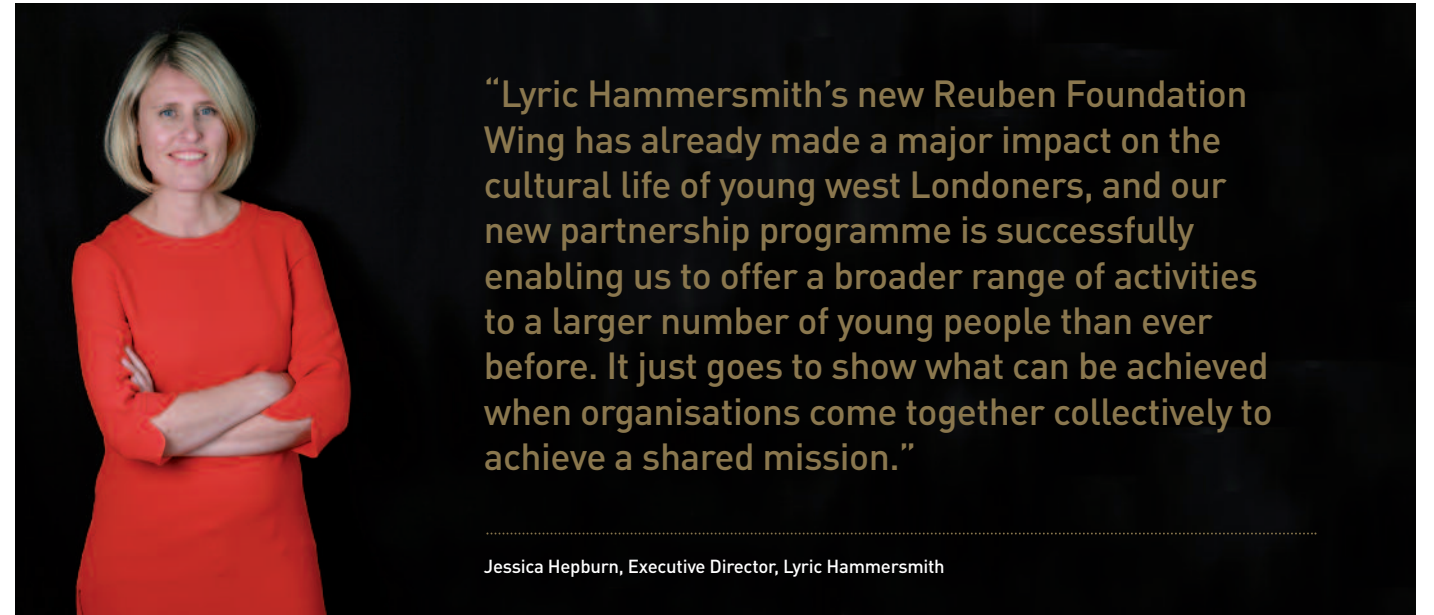 “Lyric Hammersmith’s new Reuben Foundation
Wing has already made a major impact on the
cultural life of young west Londoners, and our
new partnership programme is successfully
enabling us to offer a broader range of activities
to a larger number of young people than ever
before. It just goes to show what can be achieved
when organisations come together collectively to
achieve a shared mission.”
Jessica Hepburn, Executive Director, Lyric Hammersmith